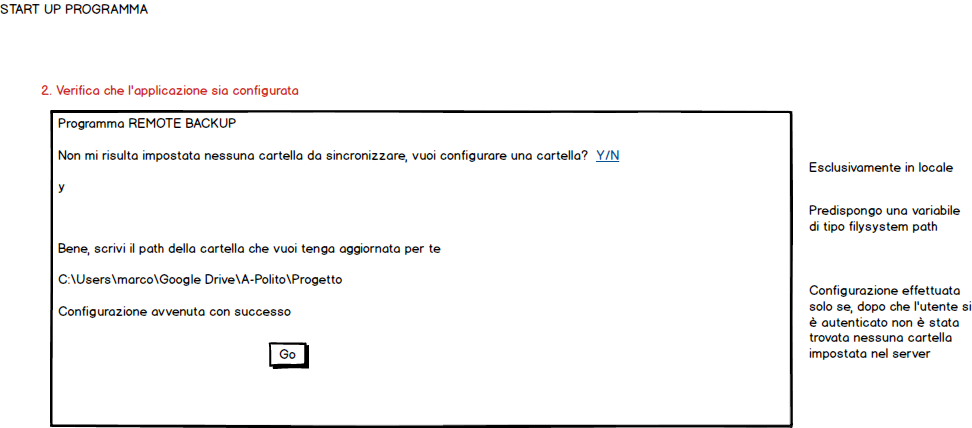 START UP PROGRAMMA
2. Verifica che l'applicazione sia configurata
Programma REMOTE BACKUP
Non mi risulta impostata nessuna cartella da sincronizzare, vuoi configurare una cartella? Y/N
y
Bene, scrivi il path della cartella che vuoi tenga aggiornata per te
C:\Users\marco\Google Drive\A-Polito\Progetto
Configurazione avvenuta con successo
Go
Esclusivamente in locale
Predispongo una variabile
di tipo filysystem path
Configurazione effettuata
solo se, dopo che l'utente si
è autenticato non è stata
trovata nessuna cartella
impostata nel server